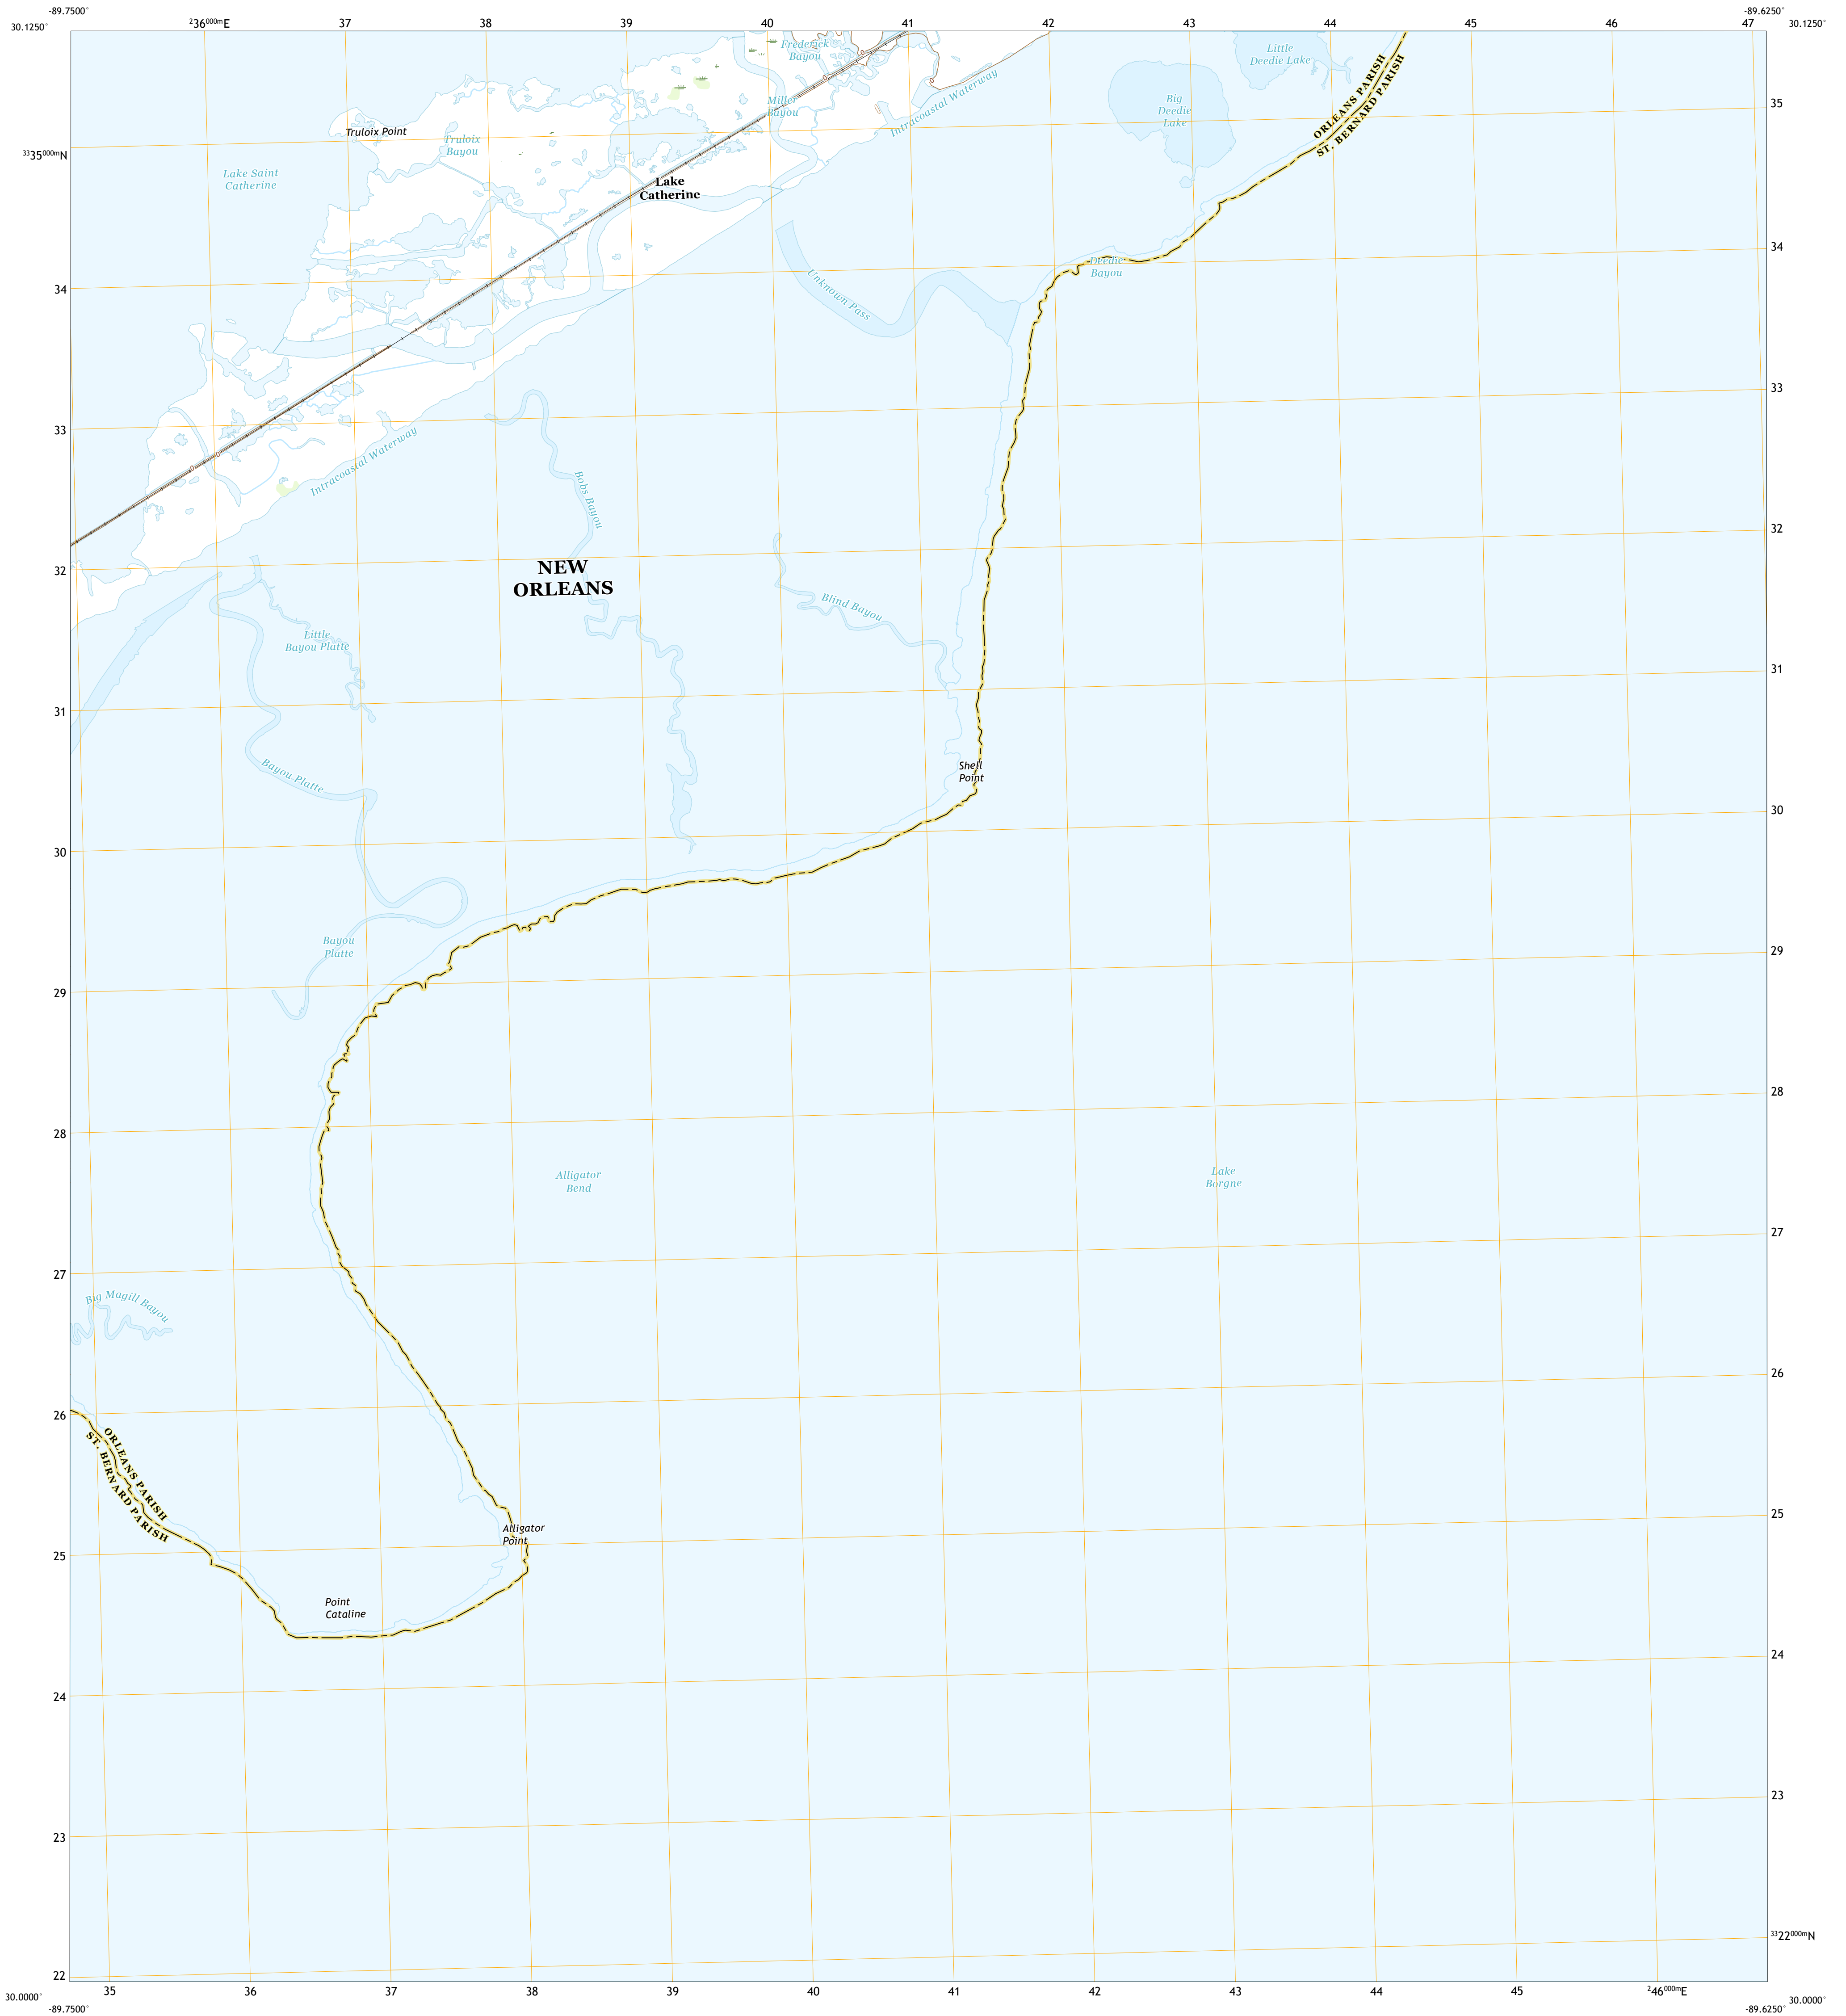 -89.7500°
-89.6250°
30.1250°
²36⁰⁰⁰ᵐE
37
38
39
40
41
42
43
44
45
46
47
30.1250°
Frederick
Bayou
Little
Deedie Lake
ORLEANS PARISH
ST. BERNARD PARISH
Big
Deedie
Lake
Miller
Bayou
Intracoastal Waterway
35
0
0
0
Truloix Point
Truloix
Bayou
³³35⁰⁰⁰ᵐN
Lake Saint
Catherine
Lake
Catherine
34
Deedie
Bayou
Unknown Pass
34
33
33
Intracoastal Waterway
0
0
Bobs Bayou
32
32
NEW
ORLEANS
Blind Bayou
Little
Bayou Platte
31
31
Bayou Platte
Shell
Point
30
30
Bayou
Platte
29
29
28
28
Alligator
Bend
Lake
Borgne
27
27
Big Magill Bayou
26
26
ORLEANS PARISH
ST. BERNARD PARISH
25
Alligator
Point
25
Point
Cataline
24
24
23
23
³³22⁰⁰⁰ᵐN
22
30.0000°
35
36
37
38
39
40
41
42
43
44
45
²46⁰⁰⁰ᵐE
30.0000°
-89.7500°
-89.6250°